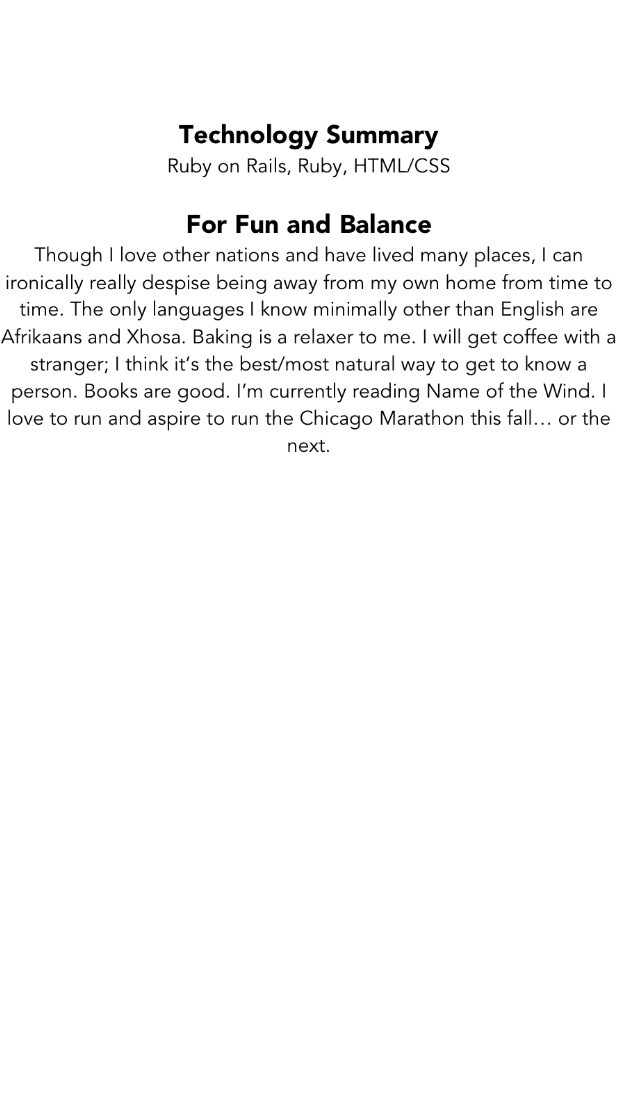 Technology Summary
Ruby on Rails, Ruby, HTML/CSS
For Fun and Balance
Though I love other nations and have lived many places, I can
ironically really despise being away from my own home from time to
time. The only languages I know minimally other than English are
Afrikaans and Xhosa. Baking is a relaxer to me. I will get coffee with a
stranger; I think it’s the best/most natural way to get to know a
person. Books are good. I’m currently reading Name of the Wind. I
love to run and aspire to run the Chicago Marathon this fall… or the
next.